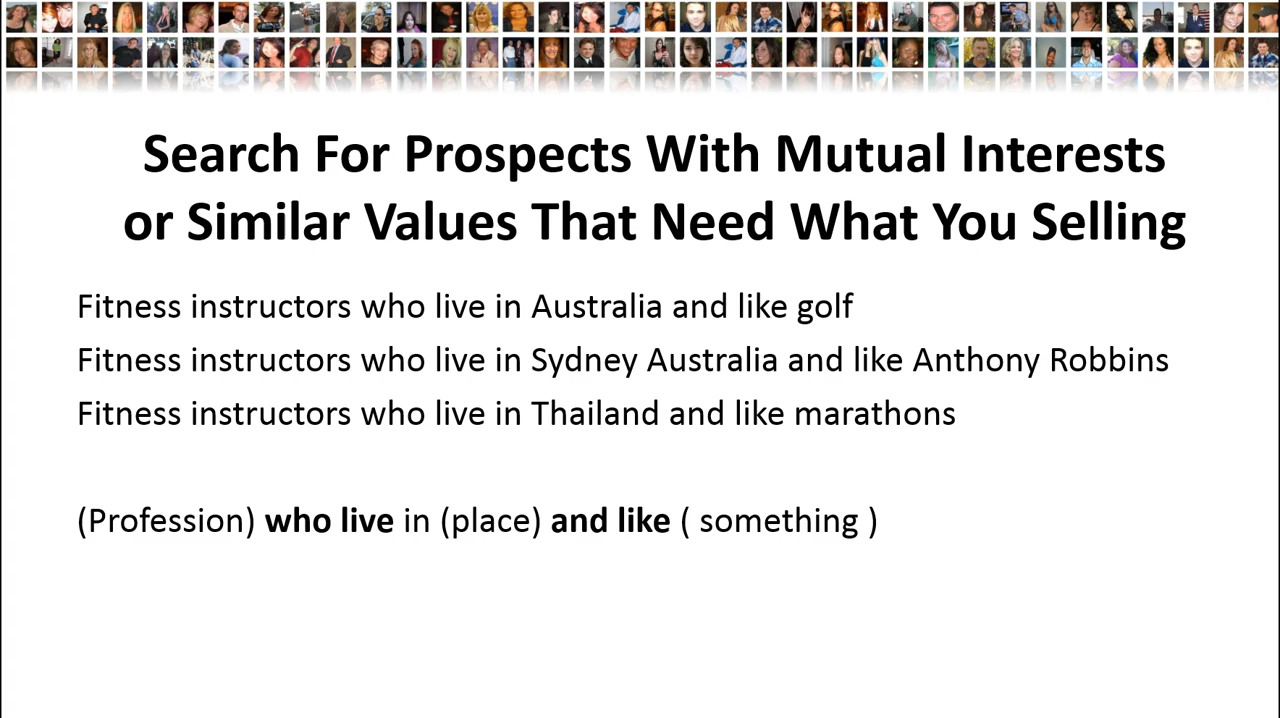 Search For Prospects With Mutual Interests
or Similar Values That Need What You Selling
Fitness instructors who live in Australia and like golf
Fitness instructors who live in Sydney Australia and like Anthony Robbins
Fitness instructors who live in Thailand and like marathons
(Profession) who live in (place) and like ( something )